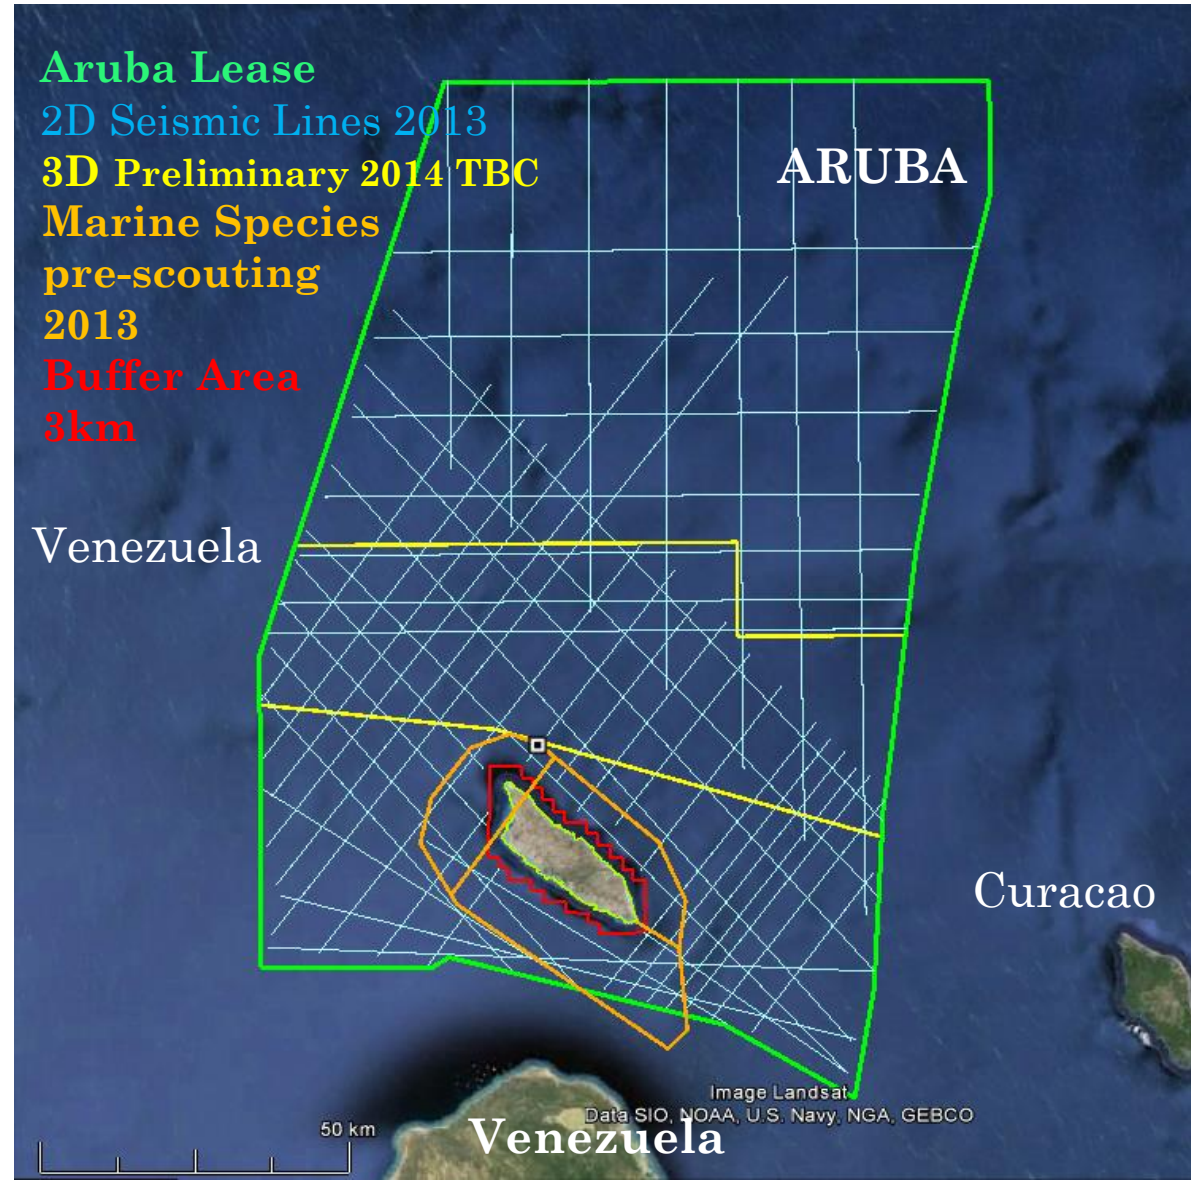 Aruba Lease
2D Seismic Lines 2013
3D Preliminary 2014 TBC
Marine Species
pre-scouting
2013
Buffer Area
3km
ARUBA
Venezuela
Curacao
Image Landsat
Data SIO, NOAA, U.S. Navy, NGA, GEBCO
50 km
Venezuela